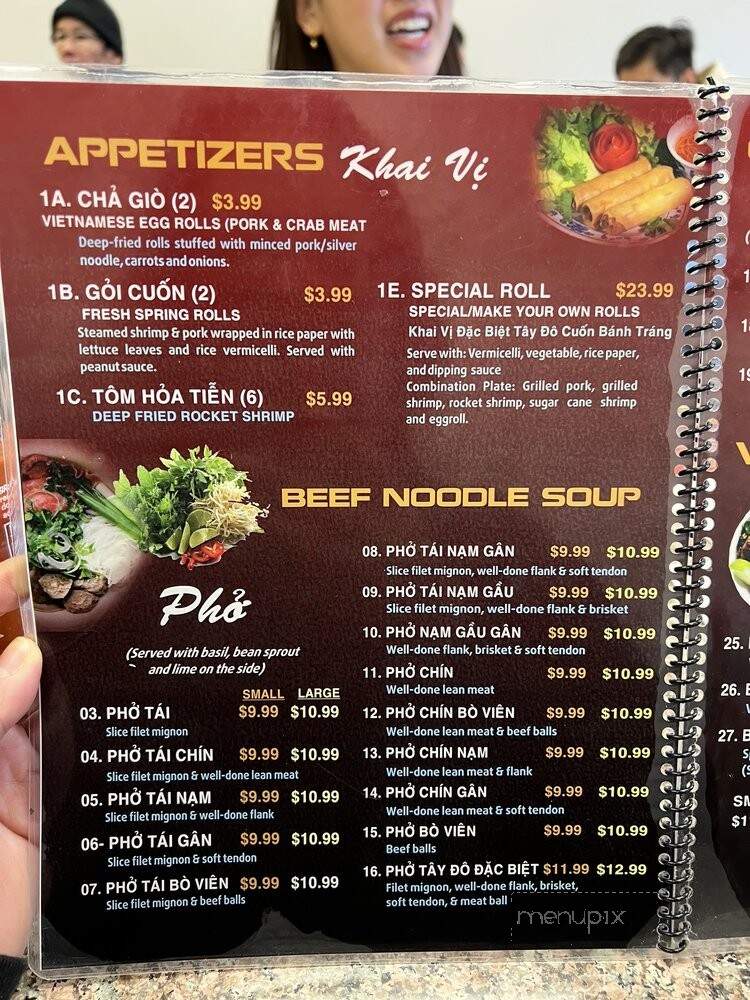 APPETIZERS Khai Vị
1A. CHẢ GIÒ (2) $3.99
VIETNAMESE EGG ROLLS (PORK & CRAB MEAT
Deep-fried rolls stuffed with minced pork/silver
noodle, carrots and onions.
1B. GỎI CUỐN (2) $3.99
FRESH SPRING ROLLS
Steamed shrimp & pork wrapped in rice paper with
lettuce leaves and rice vermicelli. Served with
peanut sauce.
1C. TÔM HỎA TIỄN (6) $5.99
DEEP FRIED ROCKET SHRIMP
1E. SPECIAL ROLL $23.99
SPECIAL/MAKE YOUR OWN ROLLS
Khai Vị Đặc Biệt Tây Đô Cuốn Bánh Tráng
Serve with: Vermicelli, vegetable, rice paper,
and dipping sauce
Combination Plate: Grilled pork, grilled
shrimp, rocket shrimp, sugar cane shrimp
and eggroll.
BEEF NOODLE SOUP
Phở
(Served with basil, bean sprout
and lime on the side)
SMALL LARGE
03. PHỞ TÁI $9.99 $10.99
Slice filet mignon
04. PHỞ TÁI CHÍN $9.99 $10.99
Slice filet mignon & well-done lean meat
05. PHỞ TÁI NẠM $9.99 $10.99
Slice filet mignon & well-done flank
06- PHỞ TÁI GÂN $9.99 $10.99
Slice filet mignon & soft tendon
07. PHỞ TÁI BÒ VIÊN $9.99 $10.99
Slice filet mignon & beef balls
08. PHỞ TÁI NẠM GÂN $9.99 $10.99
Slice filet mignon, well-done flank & soft tendon
09. PHỞ TÁI NẠM GẦU $9.99 $10.99
Slice filet mignon, well-done flank & brisket
10. PHỞ NẠM GẦU GÂN $9.99 $10.99
Well-done flank, brisket & soft tendon
11. PHỞ CHÍN $9.99 $10.99
Well-done lean meat
12. PHỞ CHÍN BÒ VIÊN $9.99 $10.99
Well-done lean meat & beef balls
13. PHỞ CHÍN NẠM $9.99 $10.99
Well-done lean meat & flank
14. PHỞ CHÍN GÂN $9.99 $10.99
Well-done lean meat & soft tendon
15. PHỞ BÒ VIÊN $9.99 $10.99
Beef balls
16. PHỞ TÂY ĐÔ ĐẶC BIỆT $11.99 $12.99
Filet mignon, well-done flank, brisket,
soft tendon, & meat ball
menupix
25.
26.
27.